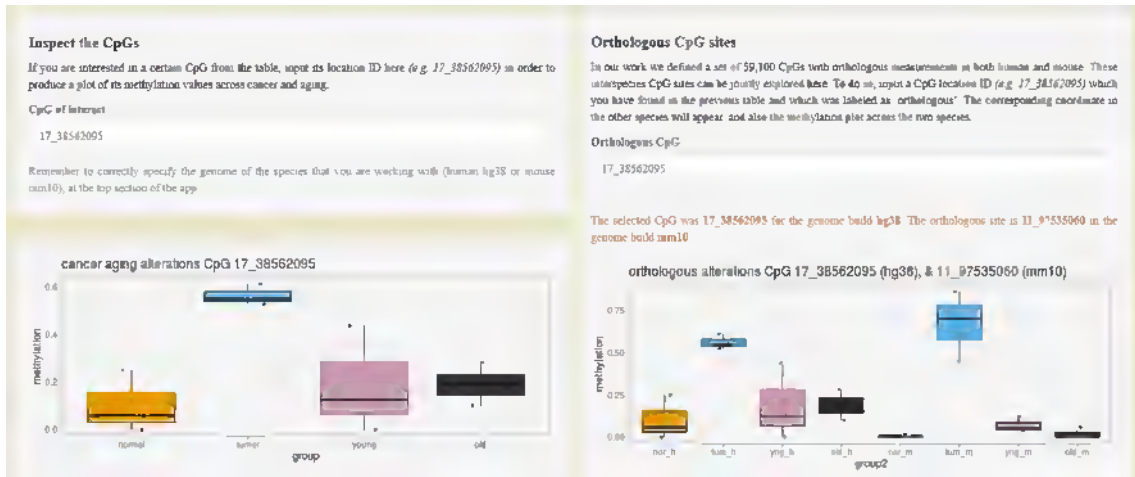 Inspect the CpGs
If you are interested in a certain CpG from the table, input its location ID here (e.g. 17_38562095) in order to
produce a plot of its methylation values across cancer and aging.
CpG of interest
17_38562095
Remember to correctly specify the genome of the species that you are working with (human hg38 or mouse
mm10), at the top section of the app
cancer aging alterations CpG 17_38562095
0.6
0.4
0.2
0.0
methylation
normal tumor young old
group
Orthologous CpG sites
In our work we defined a set of 59,100 CpGs with orthologous measurements in both human and mouse. These
interspecies CpG sites can be jointly explored here. To do so, input a CpG location ID (e.g. 17_38562095) which
you have found in the previous table and which was labeled as 'orthologous'. The corresponding coordinate in
the other species will appear and also the methylation plot across the two species.
Orthologous CpG
17_38562095
The selected CpG was 17_38562095 for the genome build hg38. The orthologous site is 11_97535060 in the
genome build mm10
orthologous alterations CpG 17_38562095 (hg38), & 11_97535060 (mm10)
0.75
0.50
0.25
0.00
methylation
nor_h tum_h yng_h old_h nor_m tum_m yng_m old_m
group2